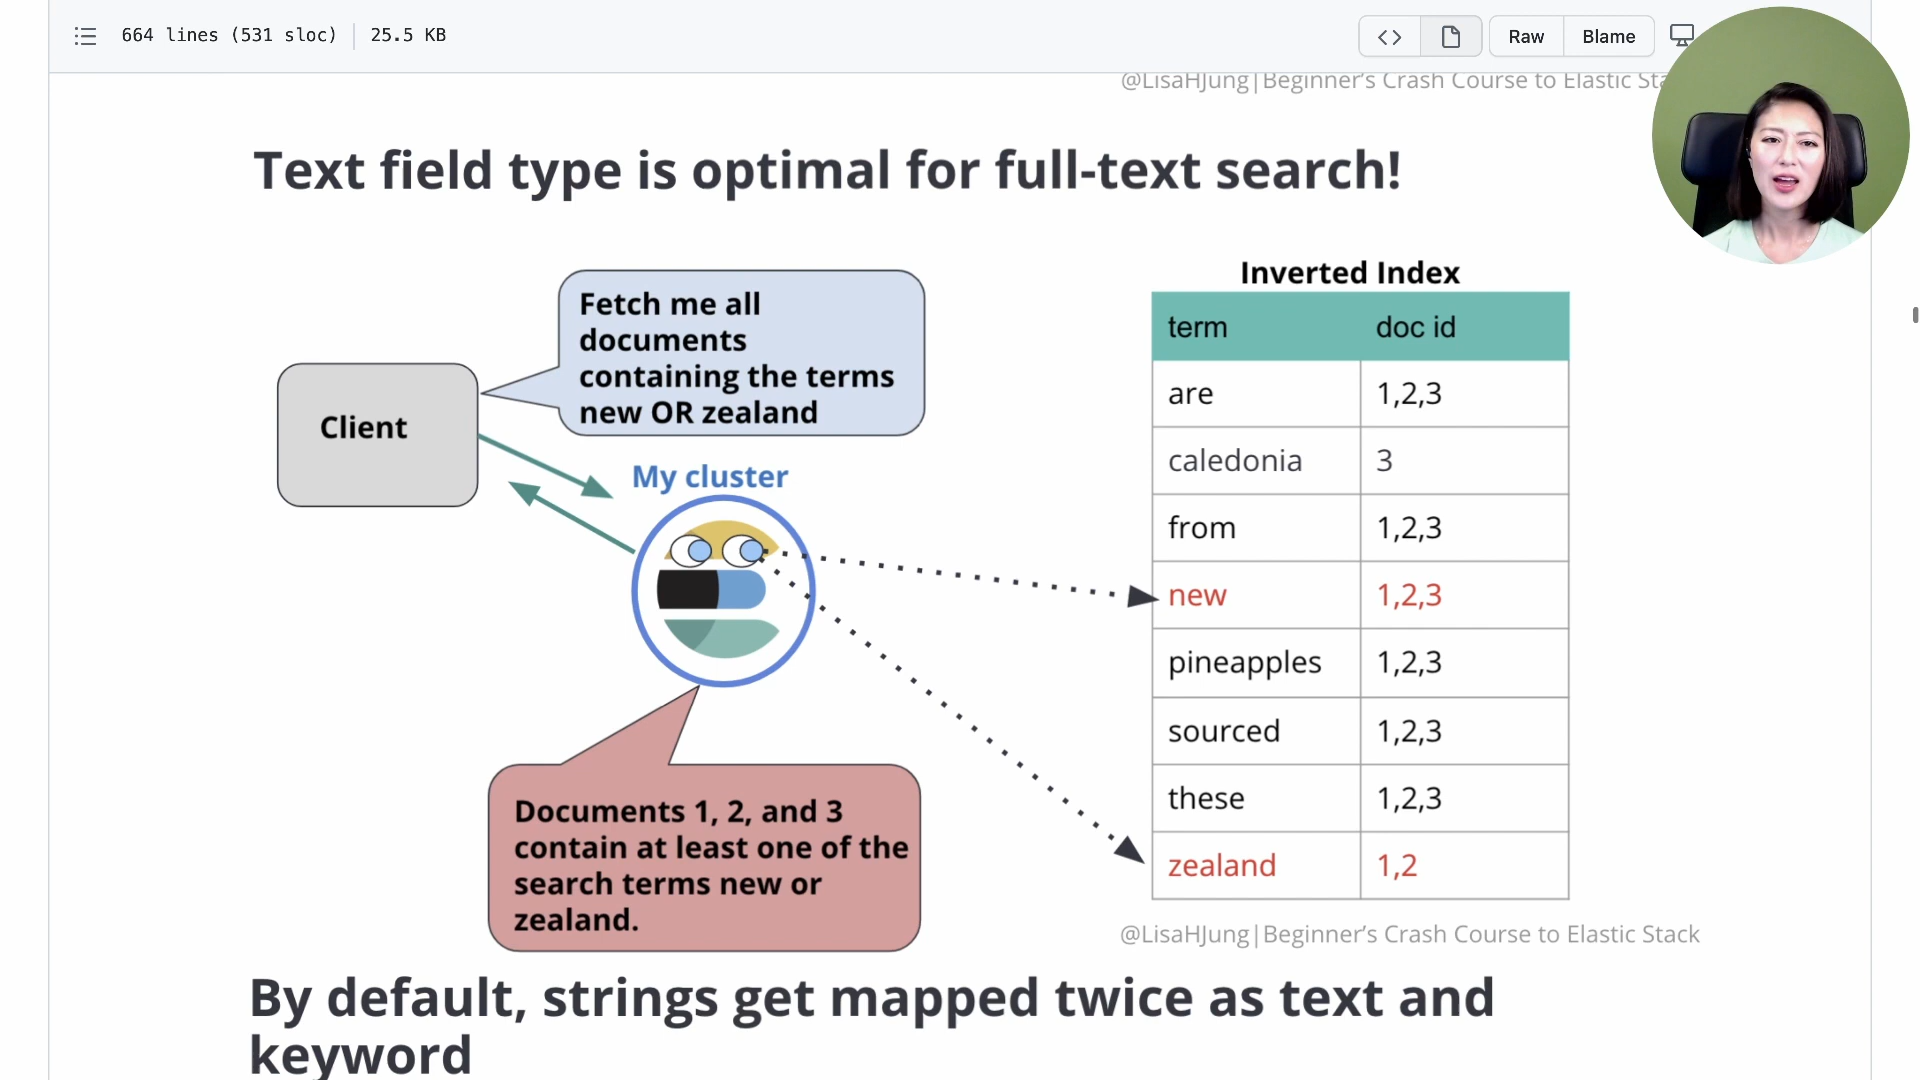 664 lines (531 sloc) 25.5 KB
Raw Blame
@LisaHJung|Beginner's Crash Course to Elastic
Text field type is optimal for full-text search!
Fetch me all
documents
containing the terms
new OR zealand
Client
My cluster
Documents 1, 2, and 3
contain at least one of the
search terms new or
zealand.
Inverted Index
term doc id
are 1,2,3
caledonia 3
from 1,2,3
new 1,2,3
pineapples 1,2,3
sourced 1,2,3
these 1,2,3
zealand 1,2
@LisaHJung|Beginner's Crash Course to Elastic Stack
By default, strings get mapped twice as text and
keyword